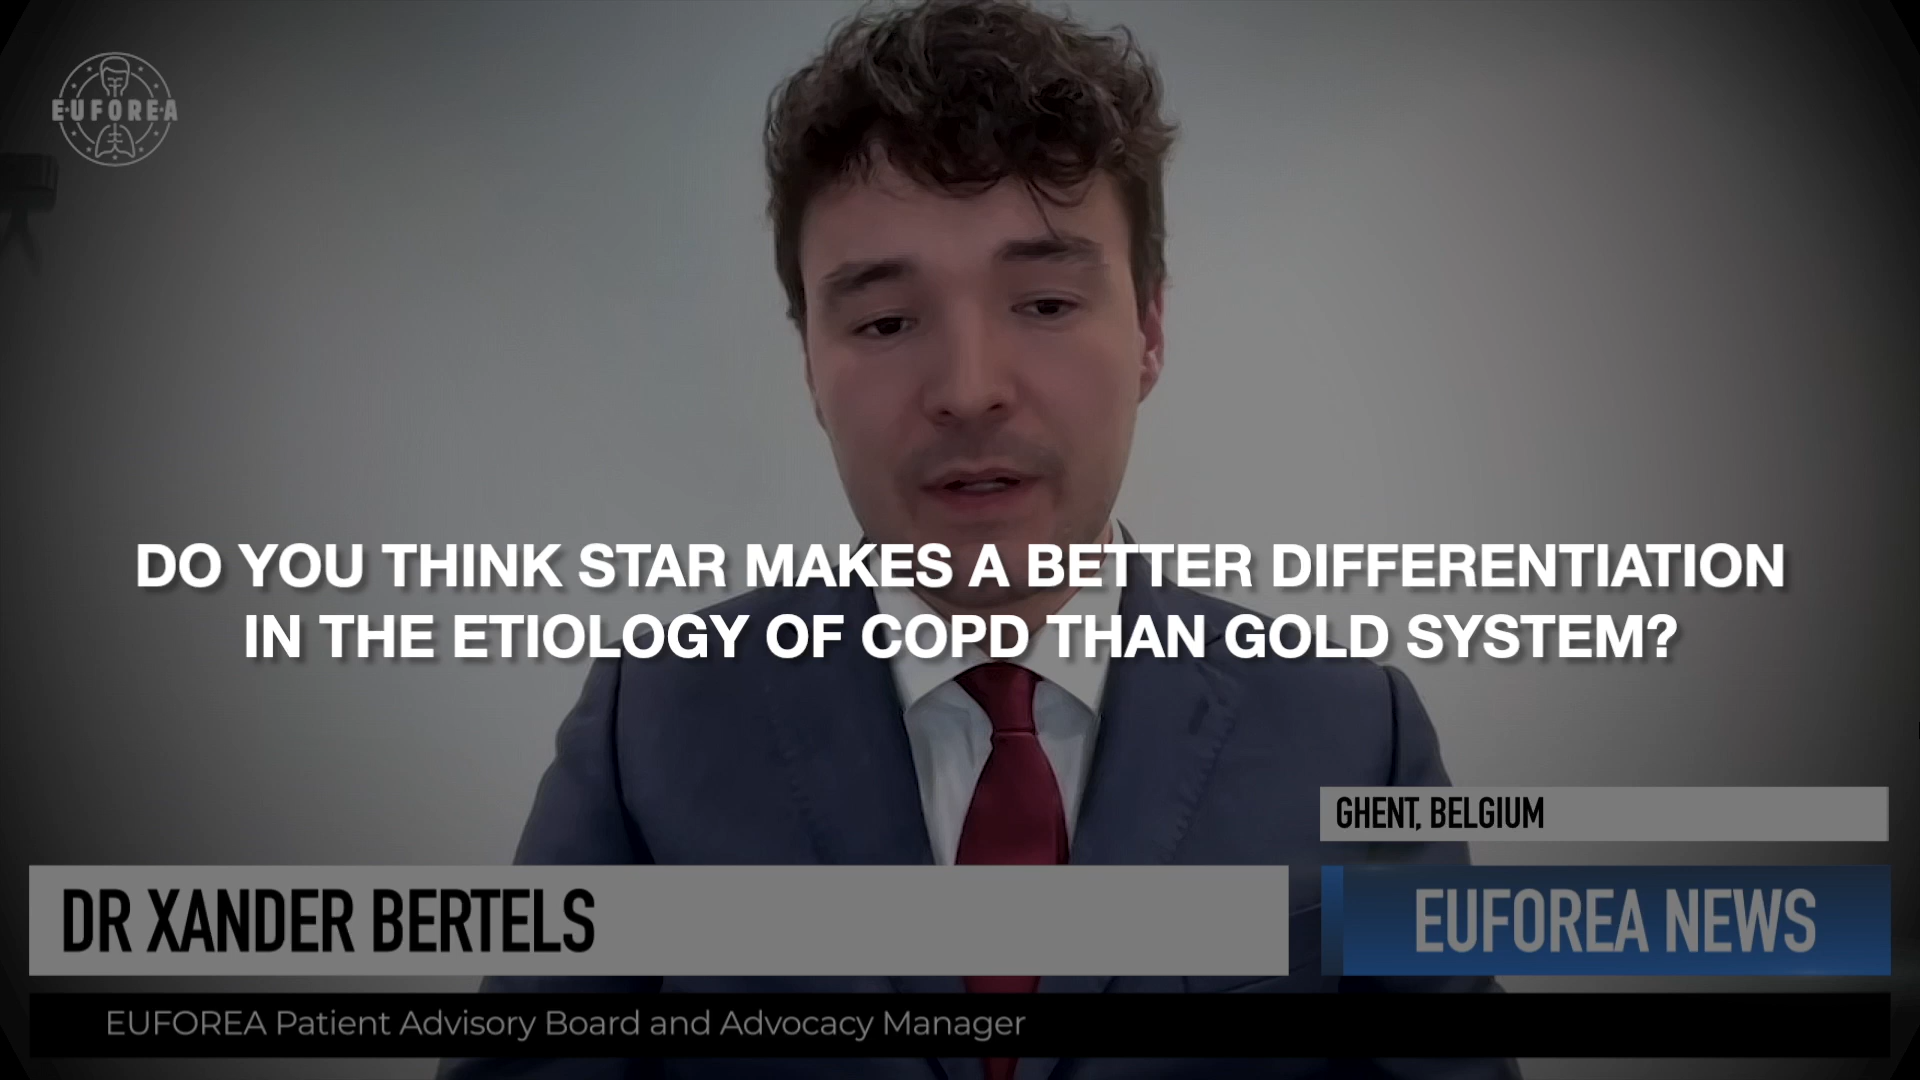 EUFOREA
DO YOU THINK STAR MAKES A BETTER DIFFERENTIATION
IN THE ETIOLOGY OF COPD THAN GOLD SYSTEM?
GHENT, BELGIUM
DR XANDER BERTELS
EUFOREA NEWS
EUFOREA Patient Advisory Board and Advocacy Manager